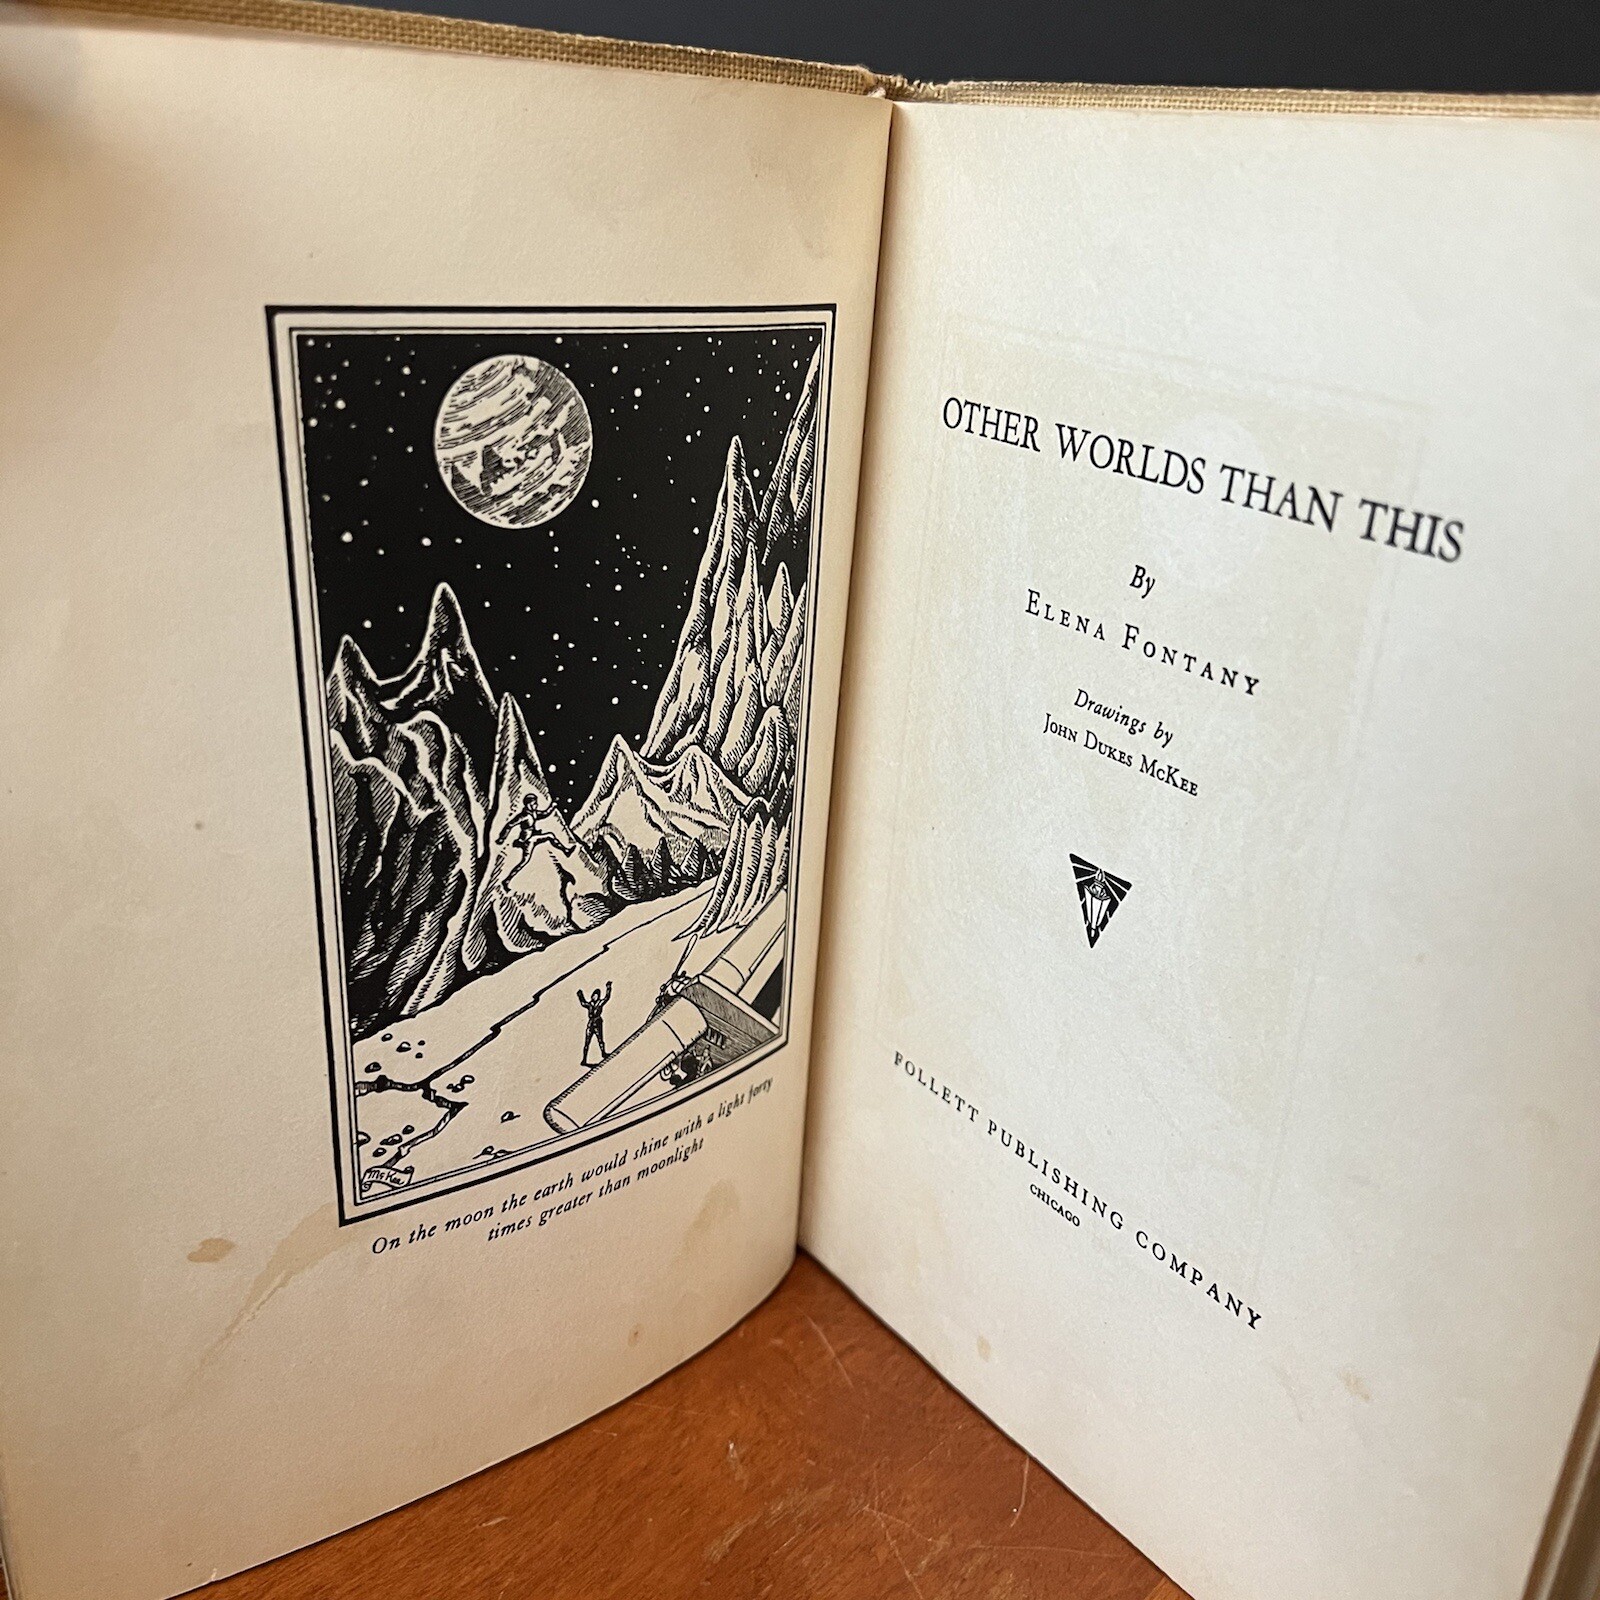 McKee
On the moon the earth would shine with a light forty
times greater than moonlight
OTHER WORLDS THAN THIS
By
ELENA FONTANY
Drawings by
JOHN DUKES MCKEE
FOLLETT PUBLISHING COMPANY
CHICAGO